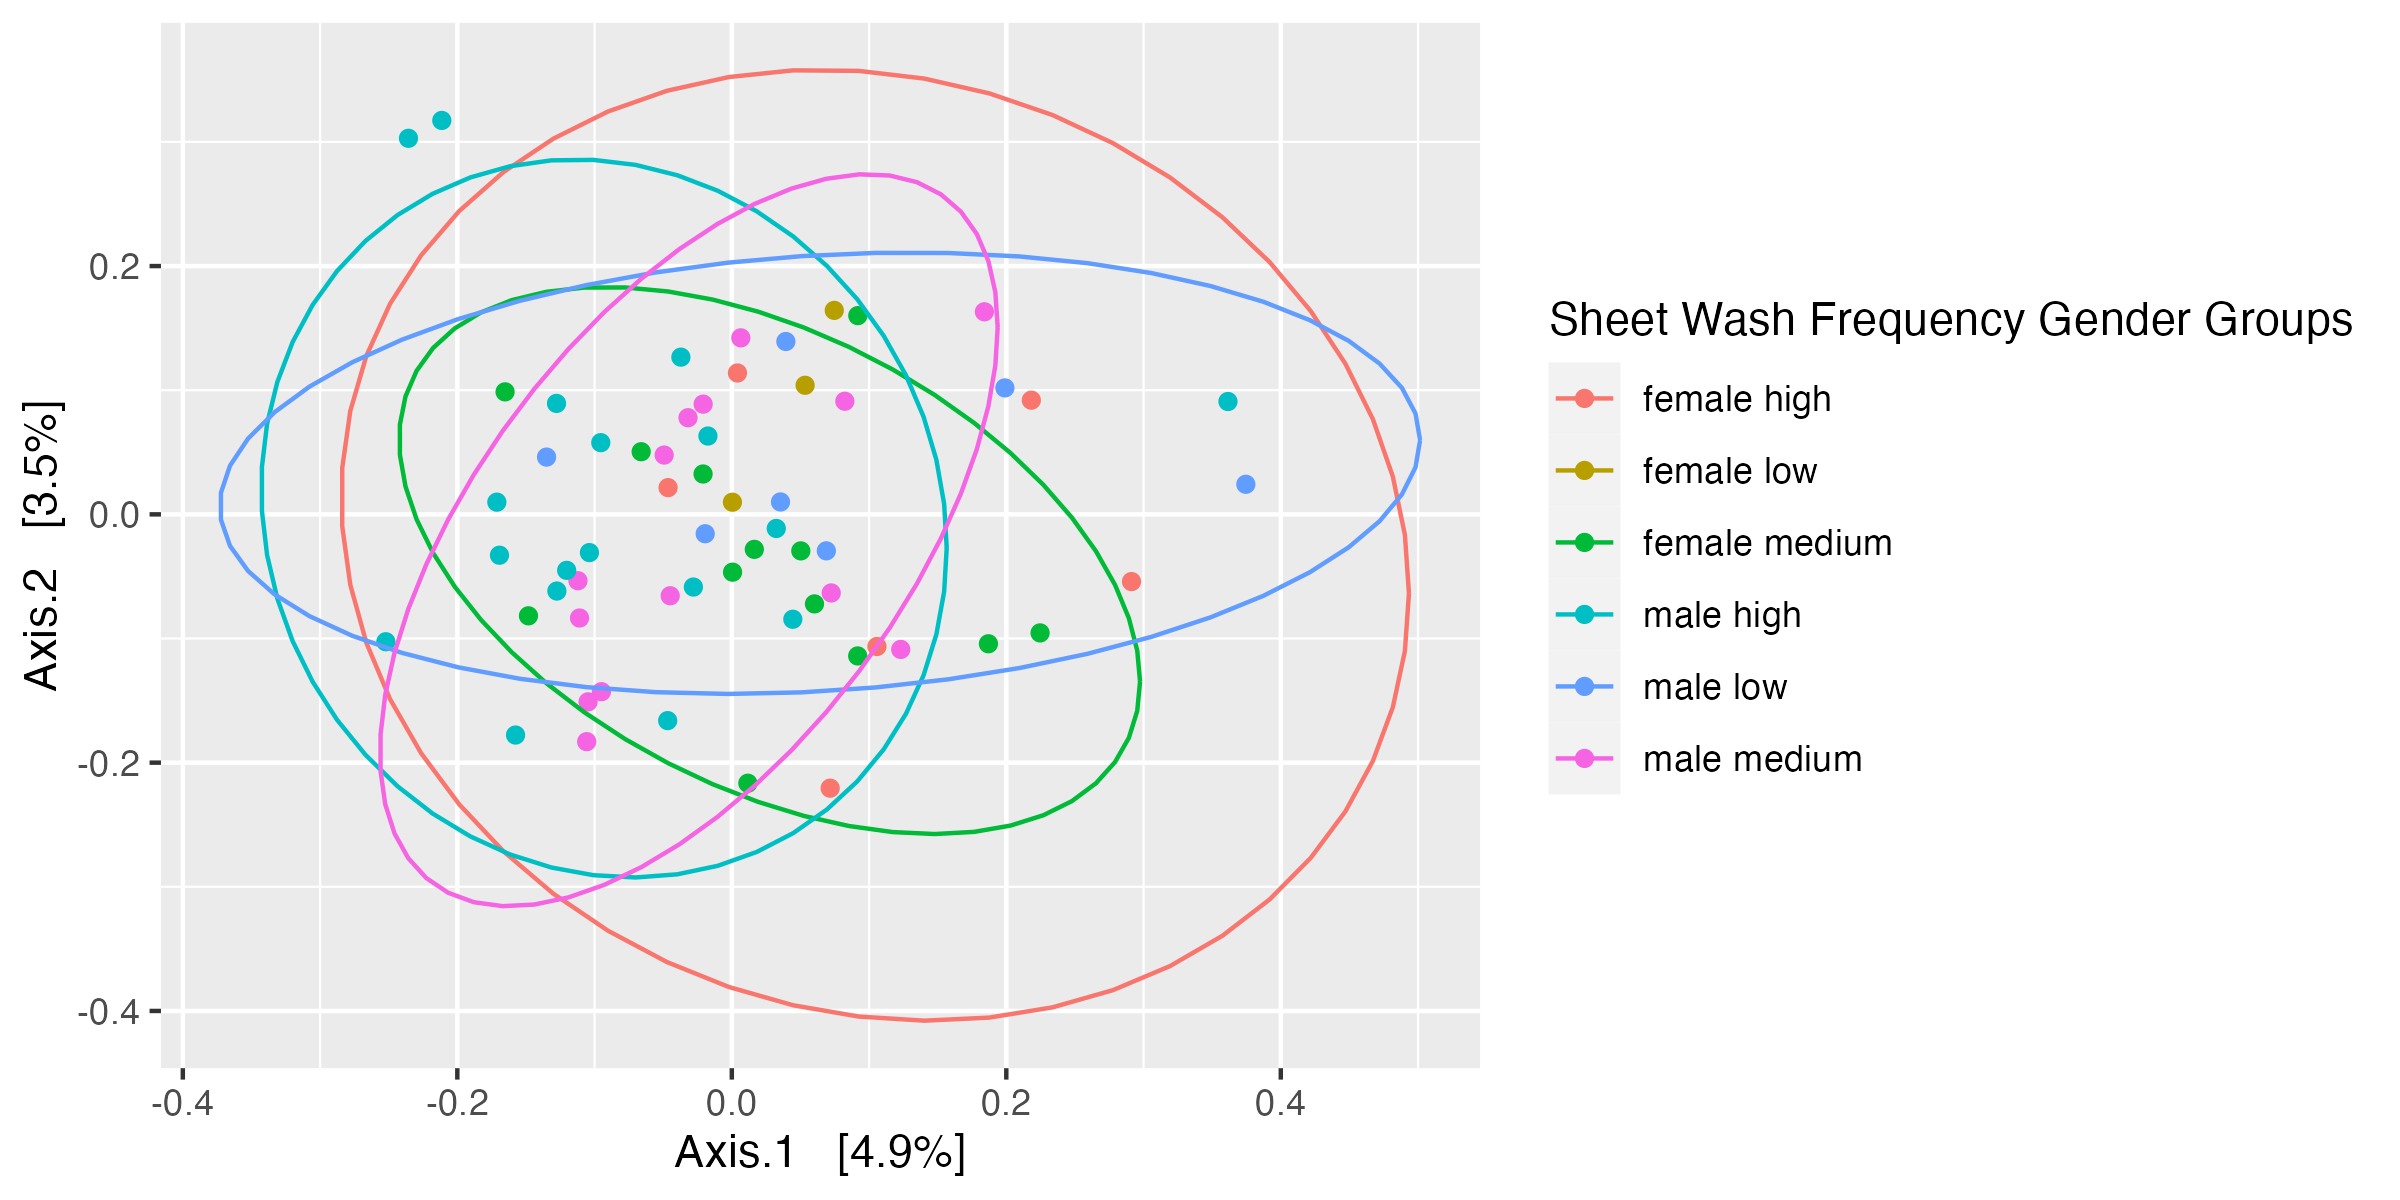 0.2
0.0
-0.2
-0.4
Axis.2 [3.5%]
-0.4 -0.2 0.0 0.2 0.4
Axis.1 [4.9%]
Sheet Wash Frequency Gender Groups
female high
female low
female medium
male high
male low
male medium